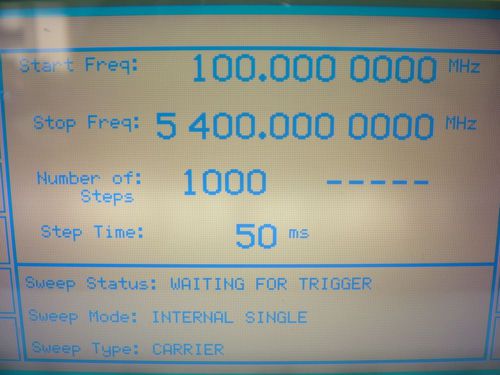 Start Freq: 100.000 0000 MHz
Stop Freq: 5 400.000 0000 MHz
Number of Steps 1000 -----
Step Time: 50 ms
Sweep Status: WAITING FOR TRIGGER
Sweep Mode: INTERNAL SINGLE
Sweep Type: CARRIER